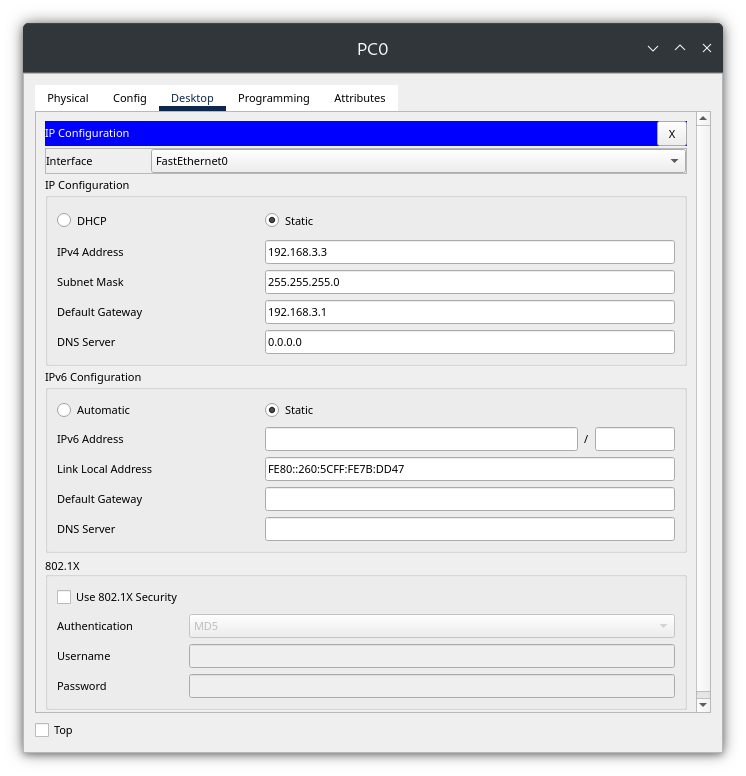 PC0
Physical Config Desktop Programming Attributes
IP Configuration X
Interface FastEthernet0
IP Configuration
DHCP Static
IPv4 Address 192.168.3.3
Subnet Mask 255.255.255.0
Default Gateway 192.168.3.1
DNS Server 0.0.0.0
IPv6 Configuration
Automatic Static
IPv6 Address /
Link Local Address FE80::260:5CFF:FE7B:DD47
Default Gateway
DNS Server
802.1X
Use 802.1X Security
Authentication MD5
Username
Password
Top